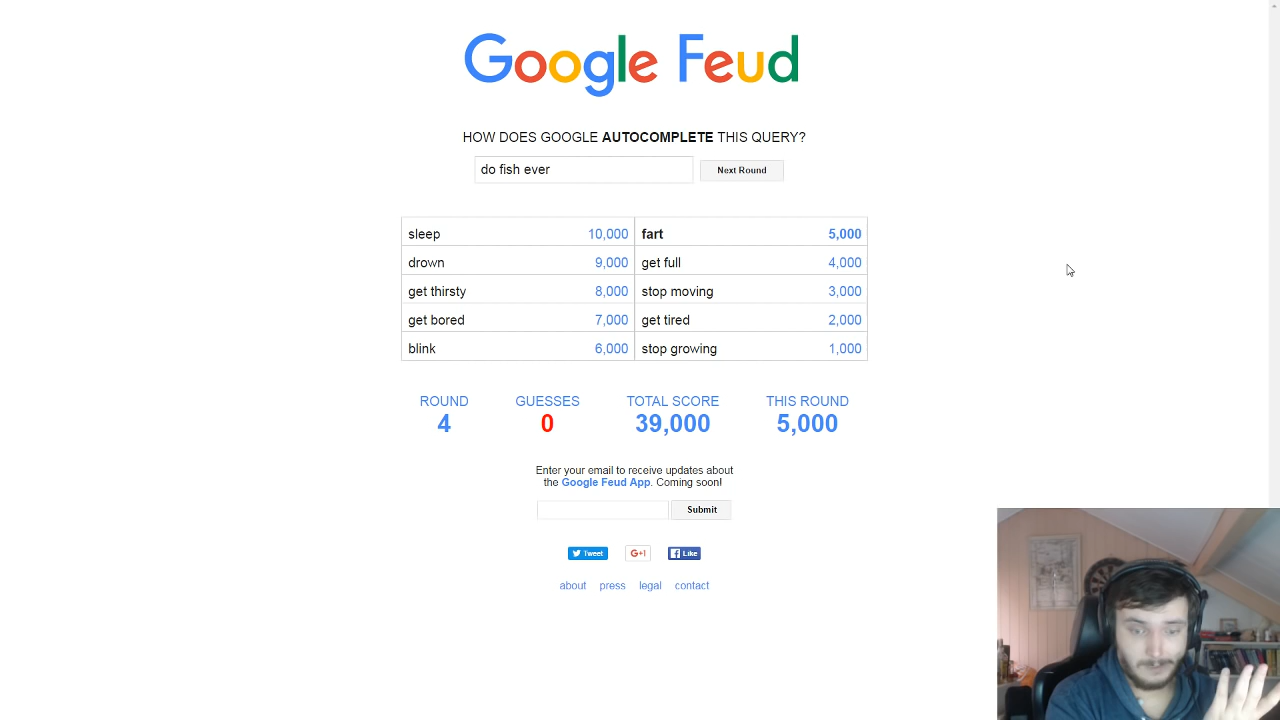 Google Feud
HOW DOES GOOGLE AUTOCOMPLETE THIS QUERY?
do fish ever
Next Round
sleep 10,000 fart 5,000
drown 9,000 get full 4,000
get thirsty 8,000 stop moving 3,000
get bored 7,000 get tired 2,000
blink 6,000 stop growing 1,000
ROUND GUESSES TOTAL SCORE THIS ROUND
4 0 39,000 5,000
Enter your email to receive updates about
the Google Feud App. Coming soon!
Submit
Tweet G+1 Like
about press legal contact